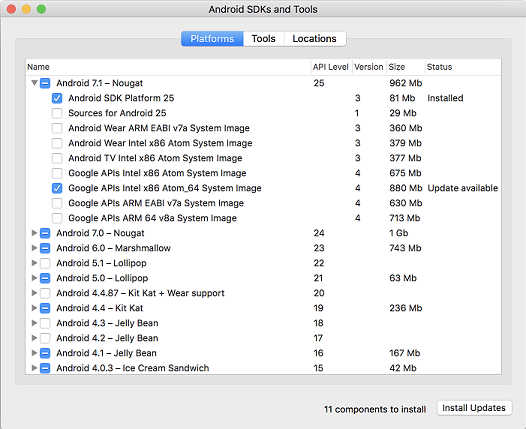 Android SDKs and Tools
Platforms Tools Locations
Name API Level Version Size Status
Android 7.1 – Nougat 25 962 Mb
Android SDK Platform 25 3 81 Mb Installed
Sources for Android 25 1 29 Mb
Android Wear ARM EABI v7a System Image 3 360 Mb
Android Wear Intel x86 Atom System Image 3 379 Mb
Android TV Intel x86 Atom System Image 3 377 Mb
Google APIs Intel x86 Atom System Image 4 675 Mb
Google APIs Intel x86 Atom_64 System Image 4 880 Mb Update available
Google APIs ARM EABI v7a System Image 4 630 Mb
Google APIs ARM 64 v8a System Image 4 713 Mb
Android 7.0 – Nougat 24 1 Gb
Android 6.0 – Marshmallow 23 743 Mb
Android 5.1 – Lollipop 22
Android 5.0 – Lollipop 21 63 Mb
Android 4.4.87 – Kit Kat + Wear support 20
Android 4.4 – Kit Kat 19 236 Mb
Android 4.3 – Jelly Bean 18
Android 4.2 – Jelly Bean 17
Android 4.1 – Jelly Bean 16 167 Mb
Android 4.0.3 – Ice Cream Sandwich 15 42 Mb
11 components to install Install Updates